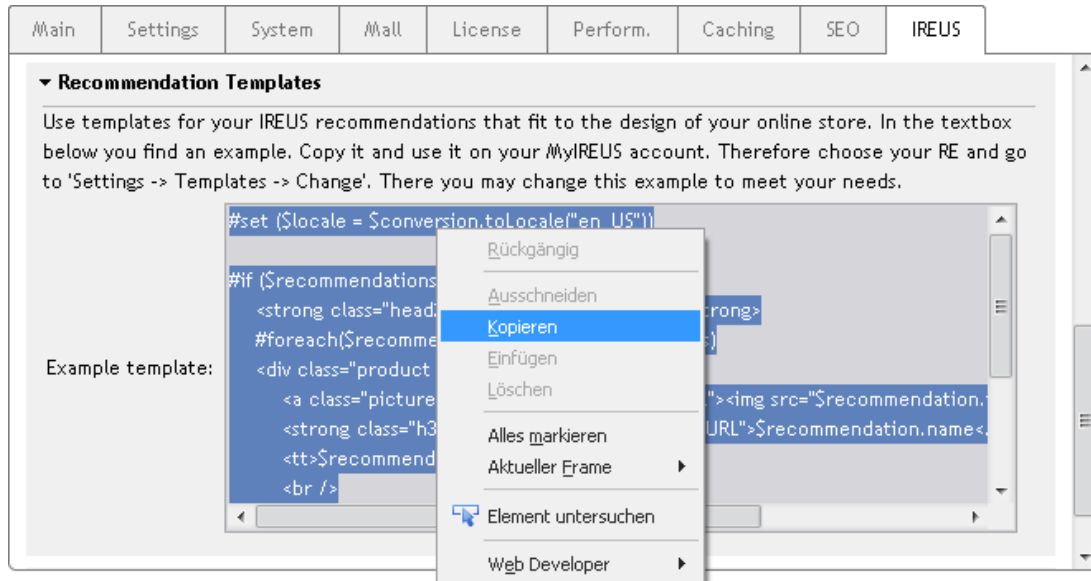 Main Settings System Mall License Perform. Caching SEO IREUS
Recommendation Templates
Use templates for your IREUS recommendations that fit to the design of your online store. In the textbox
below you find an example. Copy it and use it on your MyIREUS account. Therefore choose your RE and go
to 'Settings -> Templates -> Change'. There you may change this example to meet your needs.
Example template:
#set ($locale = $conversion.toLocale("en_US"))
#if ($recommendations
<strong class="head rong>
#foreach($recomme
<div class="product
<a class="picture "><img src="$recommendation.
<strong class="h3 URL">$recommendation.name<
<tt>$recommend
<br />
Rückgängig
Ausschneiden
Kopieren
Einfügen
Löschen
Alles markieren
Aktueller Frame
Element untersuchen
Web Developer